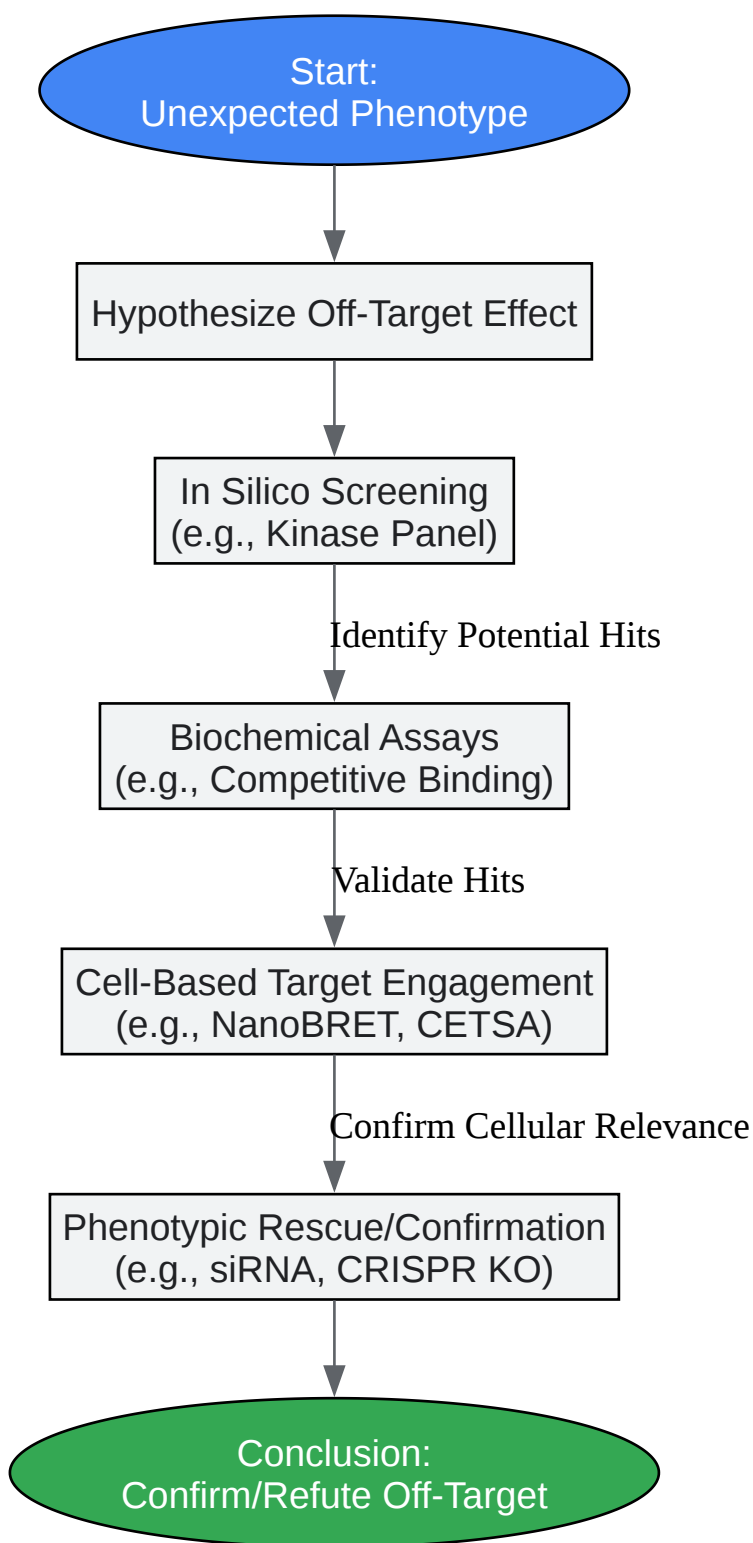 Start:
Unexpected Phenotype
Hypothesize Off-Target Effect
In Silico Screening
(e.g., Kinase Panel)
Identify Potential Hits
Biochemical Assays
(e.g., Competitive Binding)
Validate Hits
Cell-Based Target Engagement
(e.g., NanoBRET, CETSA)
Confirm Cellular Relevance
Phenotypic Rescue/Confirmation
(e.g., siRNA, CRISPR KO)
Conclusion:
Confirm/Refute Off-Target